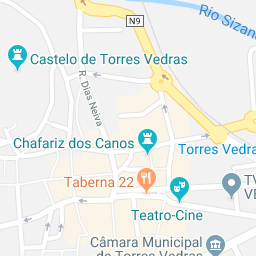 N9
Rio Sizan
Castelo de Torres Vedras
R. Dias Neiva
Chafariz dos Canos
Torres Vedra
Taberna 22
TV
VE
Teatro-Cine
Câmara Municipal
de Torres Vedras